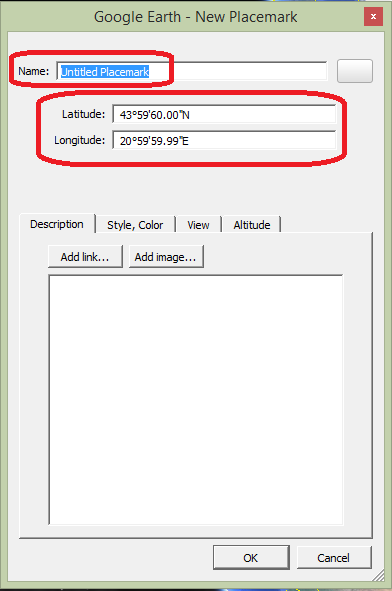 Google Earth - New Placemark
x
Name: Untitled Placemark
Latitude: 43°59'60.00"N
Longitude: 20°59'59.99"E
Description Style, Color View Altitude
Add link... Add image...
OK Cancel